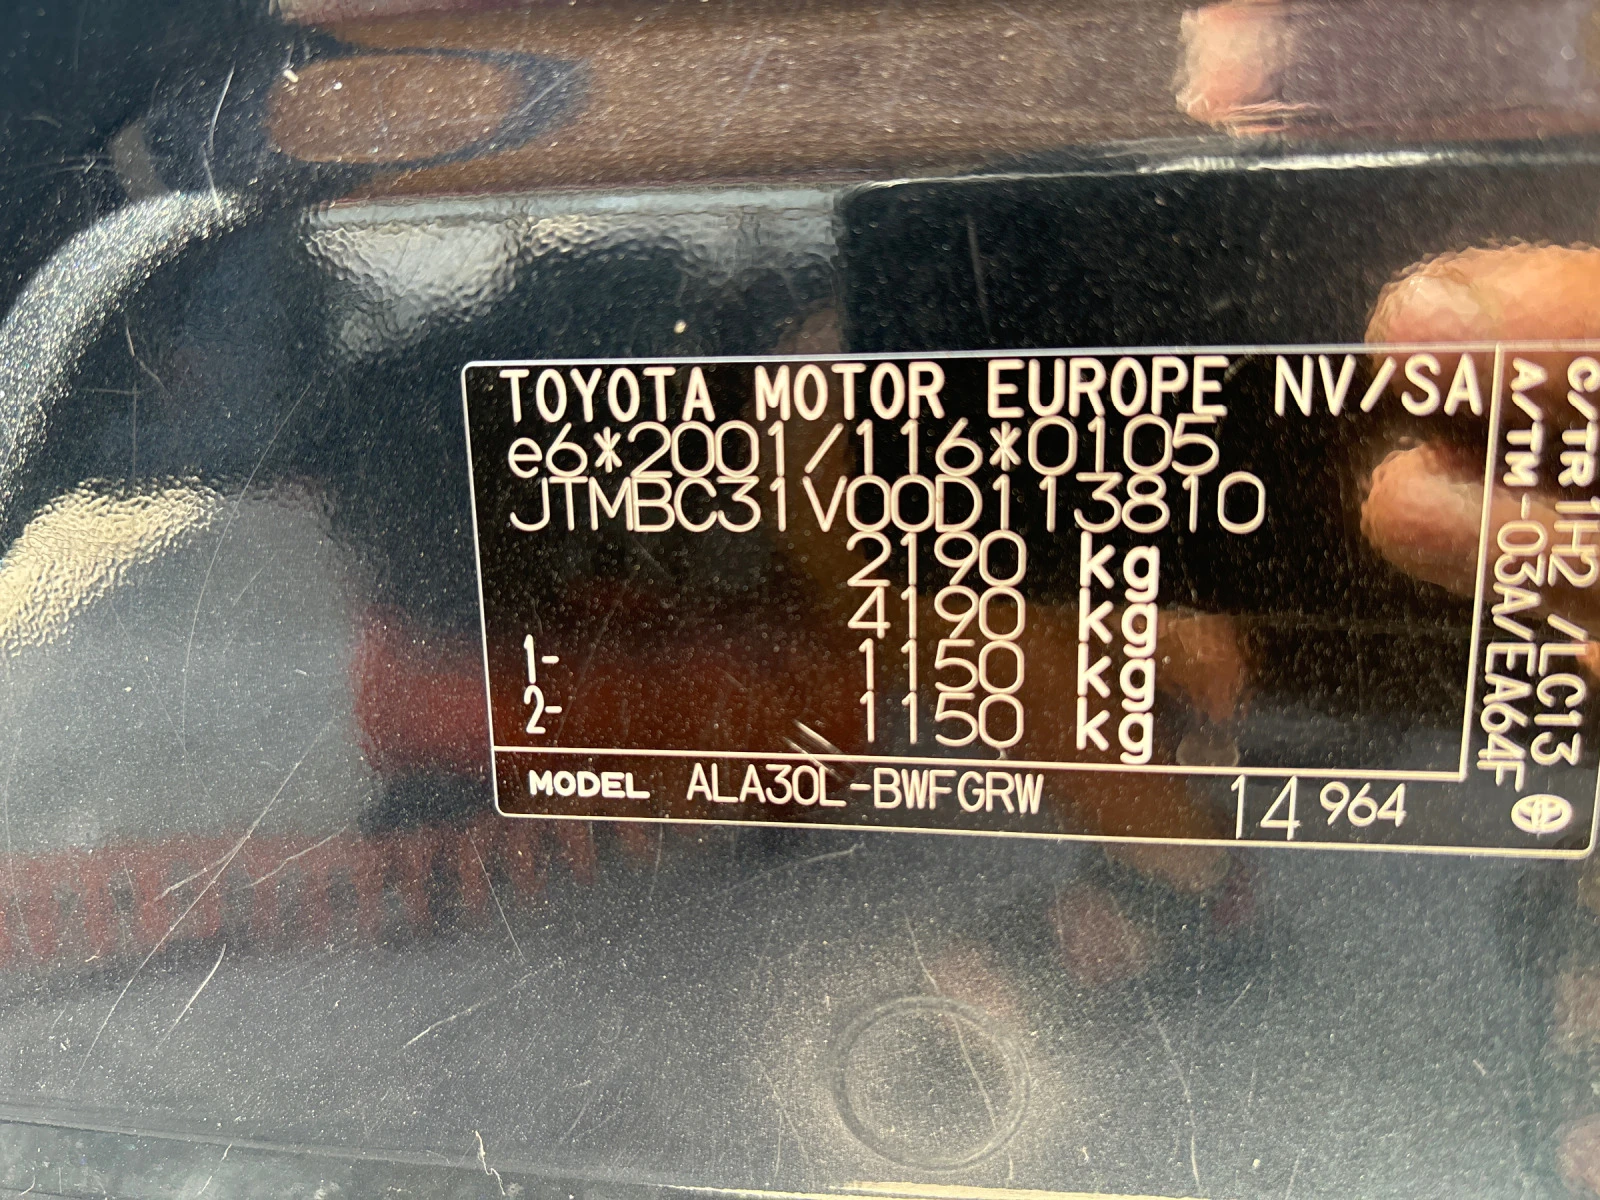 TOYOTA MOTOR EUROPE NV/SA
e6*2001/116*0105
JTMBC31V00D113810
2190 kg
4190 kg
1- 1150 kg
2- 1150 kg
MODEL ALA30L-BWFGRW 14 964
C/TR 1H2 /LC13
A/TM -03A/EA64F